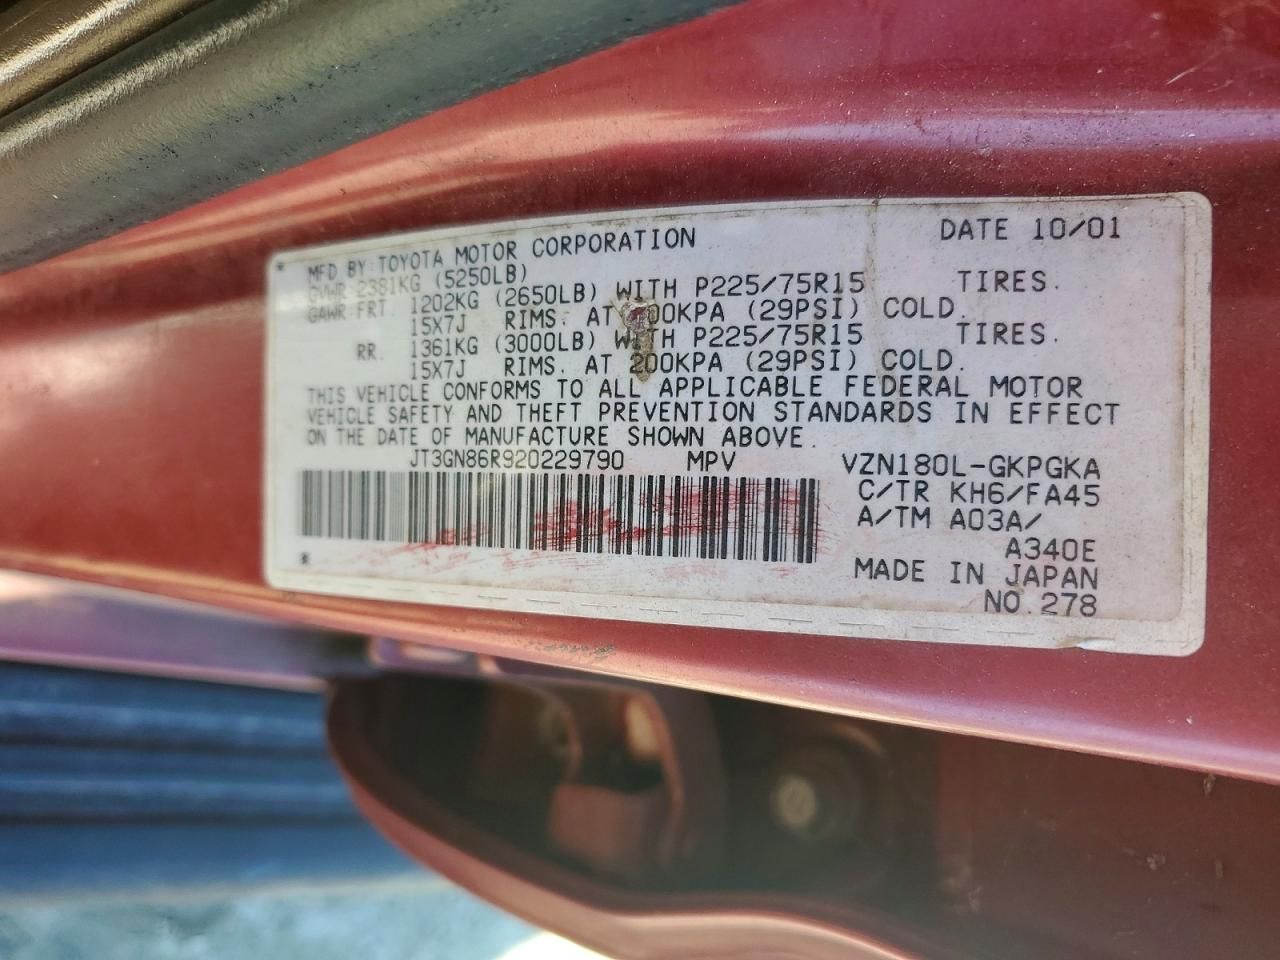 MFD BY: TOYOTA MOTOR CORPORATION DATE 10/01
GVWR 2381KG (5250LB)
GAWR FRT. 1202KG (2650LB) WITH P225/75R15 TIRES.
15X7J RIMS. AT 00KPA (29PSI) COLD.
RR. 1361KG (3000LB) WITH P225/75R15 TIRES.
15X7J RIMS. AT 200KPA (29PSI) COLD.
THIS VEHICLE CONFORMS TO ALL APPLICABLE FEDERAL MOTOR
VEHICLE SAFETY AND THEFT PREVENTION STANDARDS IN EFFECT
ON THE DATE OF MANUFACTURE SHOWN ABOVE.
JT3GN86R920229790 MPV VZN180L-GKPGKA
C/TR KH6/FA45
A/TM A03A/
A340E
MADE IN JAPAN
NO.278